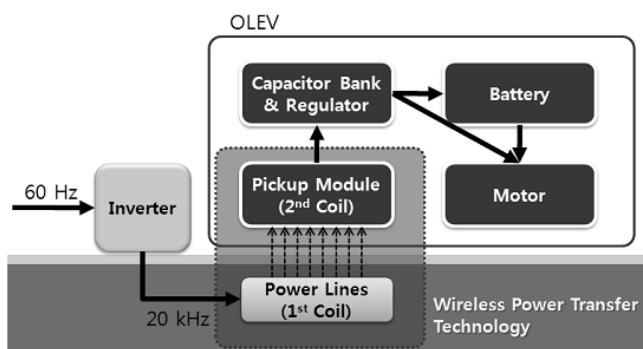 OLEV
Capacitor Bank
& Regulator
Battery
60 Hz
Inverter
Pickup Module
(2nd Coil)
Motor
Power Lines
(1st Coil)
20 kHz
Wireless Power Transfer
Technology